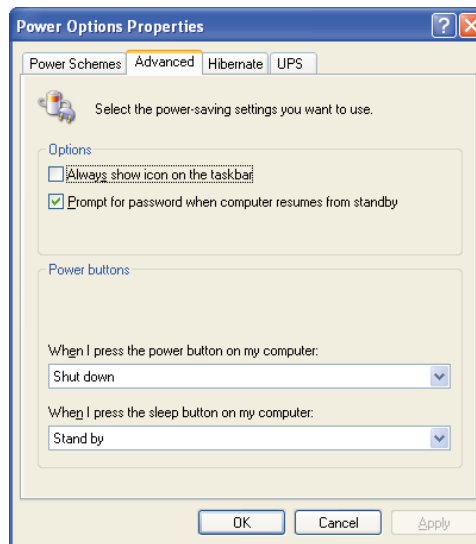 Power Options Properties
Power Schemes Advanced Hibernate UPS
Select the power-saving settings you want to use.
Options
Always show icon on the taskbar
Prompt for password when computer resumes from standby
Power buttons
When I press the power button on my computer:
Shut down
When I press the sleep button on my computer:
Stand by
OK Cancel Apply